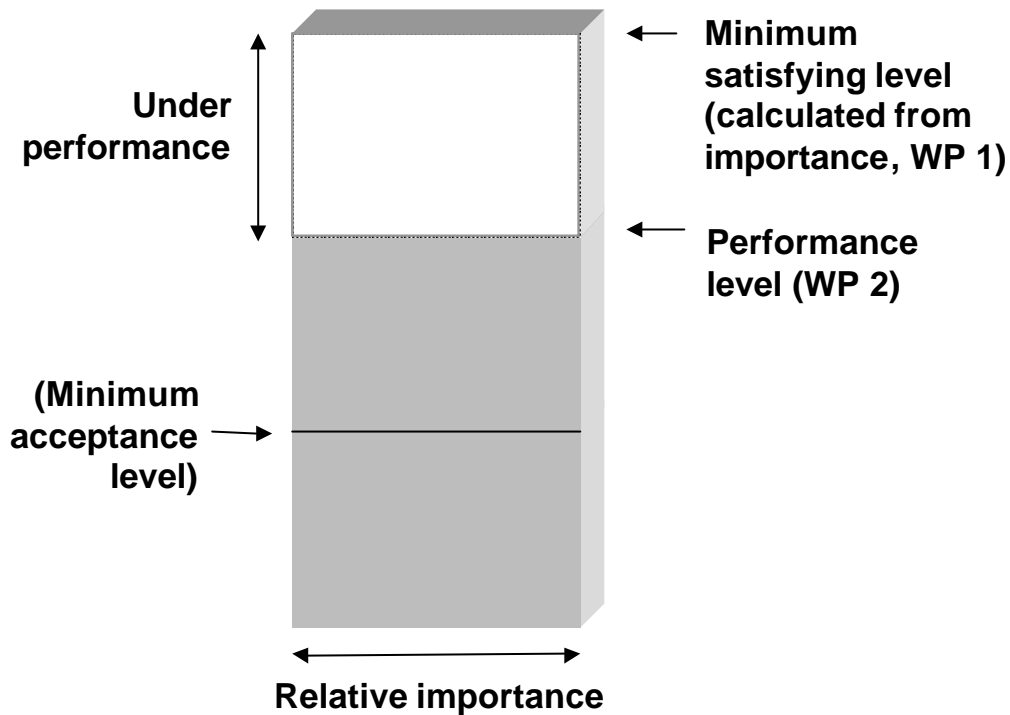 Minimum
satisfying level
(calculated from
importance, WP 1)
Under
performance
Performance
level (WP 2)
(Minimum
acceptance
level)
Relative importance